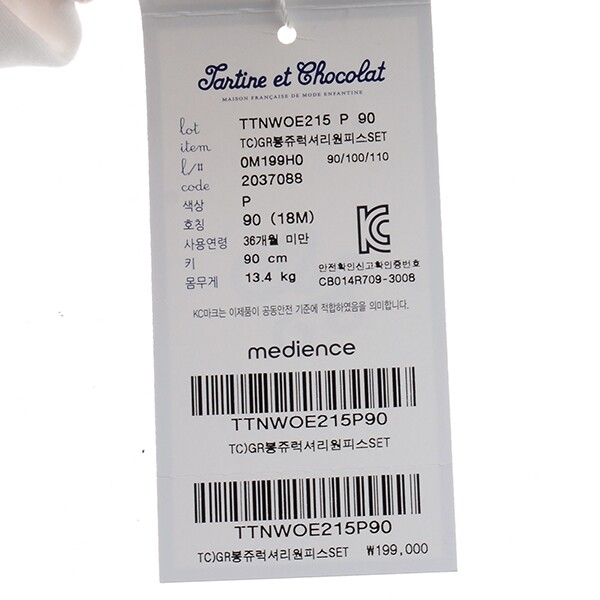 Tartine et Chocolat
MAISON FRANÇAISE DE MODE ENFANTINE
lot TTNWOE215 P 90
item TC)GR봉쥬럭셔리원피스SET
l/# 0M199H0 90/100/110
code 2037088
색상 P
호칭 90 (18M)
사용연령 36개월 미만
키 90 cm
몸무게 13.4 kg
안전확인신고확인증번호
CB014R709-3008
KC마크는 이제품이 공동안전 기준에 적합하였음을 의미합니다.
medience
TTNWOE215P90
TC)GR봉쥬럭셔리원피스SET
TTNWOE215P90
TC)GR봉쥬럭셔리원피스SET ₩199,000